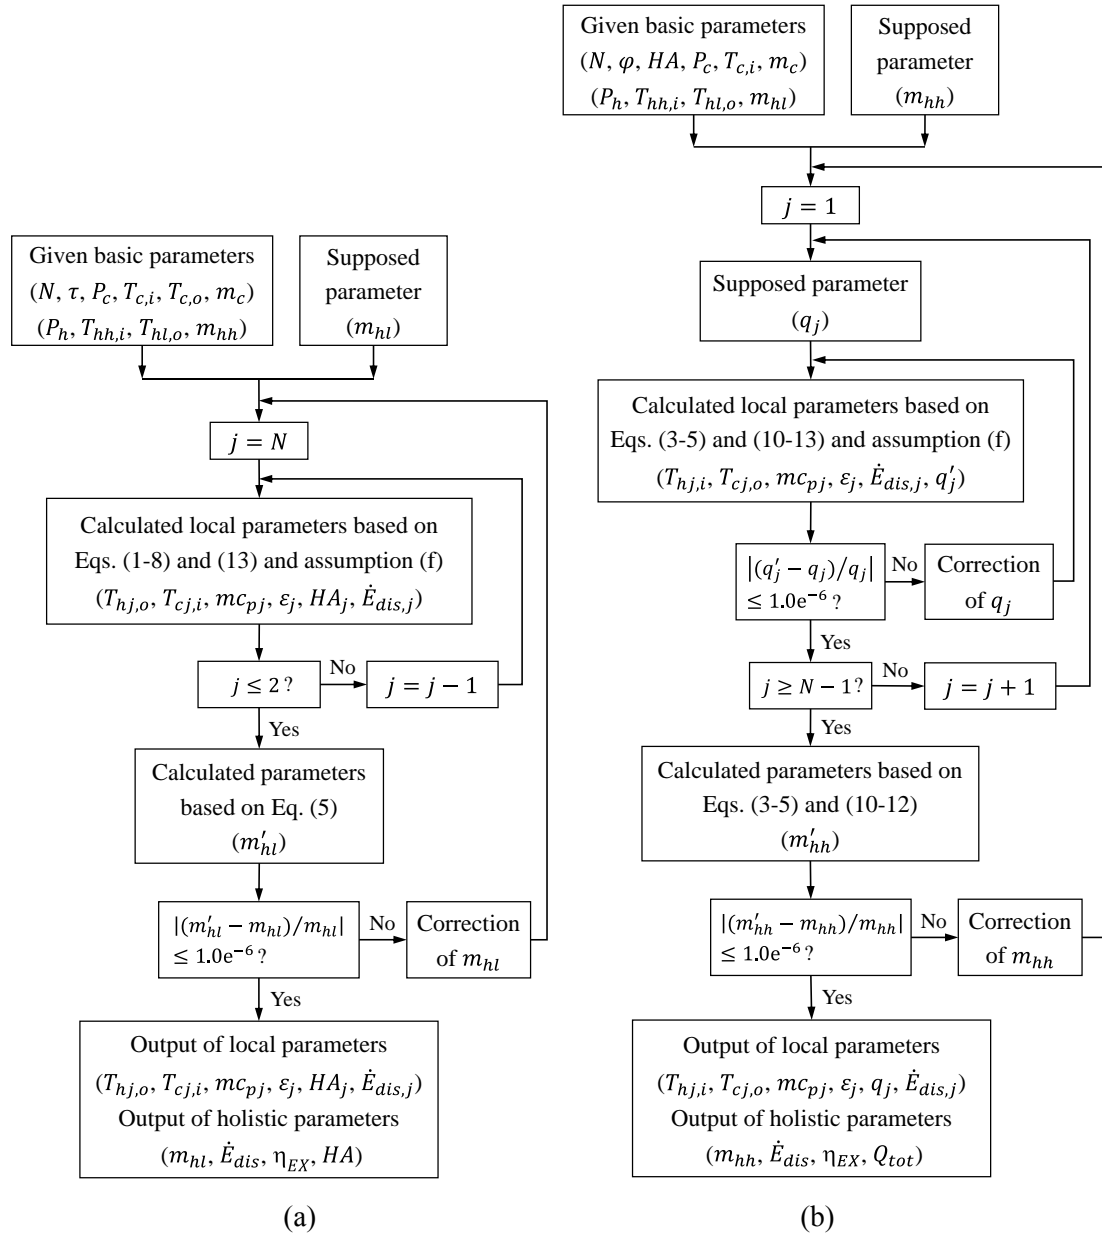 Given basic parameters
(N, τ, P_c, T_{c,i}, T_{c,o}, m_c)
(P_h, T_{hh,i}, T_{hl,o}, m_{hh})
Supposed
parameter
(m_{hl})
j = N
Calculated local parameters based on
Eqs. (1-8) and (13) and assumption (f)
(T_{hj,o}, T_{cj,i}, mc_{pj}, ε_j, HA_j, Ė_{dis,j})
j ≤ 2 ?
No
j = j − 1
Yes
Calculated parameters
based on Eq. (5)
(m′_{hl})
|(m′_{hl} − m_{hl})/m_{hl}|
≤ 1.0e^{−6} ?
No
Correction
of m_{hl}
Yes
Output of local parameters
(T_{hj,o}, T_{cj,i}, mc_{pj}, ε_j, HA_j, Ė_{dis,j})
Output of holistic parameters
(m_{hl}, Ė_{dis}, η_{EX}, HA)
(a)
Given basic parameters
(N, φ, HA, P_c, T_{c,i}, m_c)
(P_h, T_{hh,i}, T_{hl,o}, m_{hl})
Supposed
parameter
(m_{hh})
j = 1
Supposed parameter
(q_j)
Calculated local parameters based on
Eqs. (3-5) and (10-13) and assumption (f)
(T_{hj,i}, T_{cj,o}, mc_{pj}, ε_j, Ė_{dis,j}, q′_j)
|(q′_j − q_j)/q_j|
≤ 1.0e^{−6} ?
No
Correction
of q_j
Yes
j ≥ N − 1?
No
j = j + 1
Yes
Calculated parameters based on
Eqs. (3-5) and (10-12)
(m′_{hh})
|(m′_{hh} − m_{hh})/m_{hh}|
≤ 1.0e^{−6} ?
No
Correction
of m_{hh}
Yes
Output of local parameters
(T_{hj,i}, T_{cj,o}, mc_{pj}, ε_j, q_j, Ė_{dis,j})
Output of holistic parameters
(m_{hh}, Ė_{dis}, η_{EX}, Q_{tot})
(b)